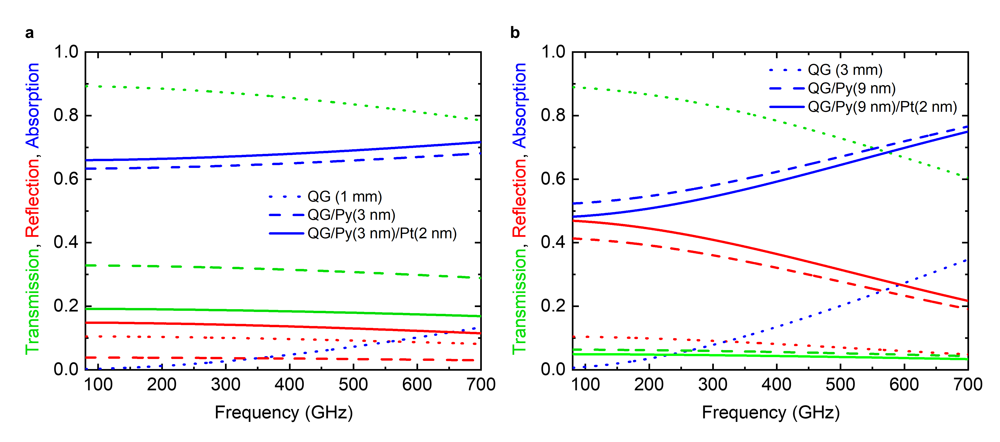 a
Transmission, Reflection, Absorption
1.0
0.8
0.6
0.4
0.2
0.0
QG (1 mm)
QG/Py(3 nm)
QG/Py(3 nm)/Pt(2 nm)
100 200 300 400 500 600 700
Frequency (GHz)
b
Transmission, Reflection, Absorption
1.0
0.8
0.6
0.4
0.2
0.0
QG (3 mm)
QG/Py(9 nm)
QG/Py(9 nm)/Pt(2 nm)
100 200 300 400 500 600 700
Frequency (GHz)